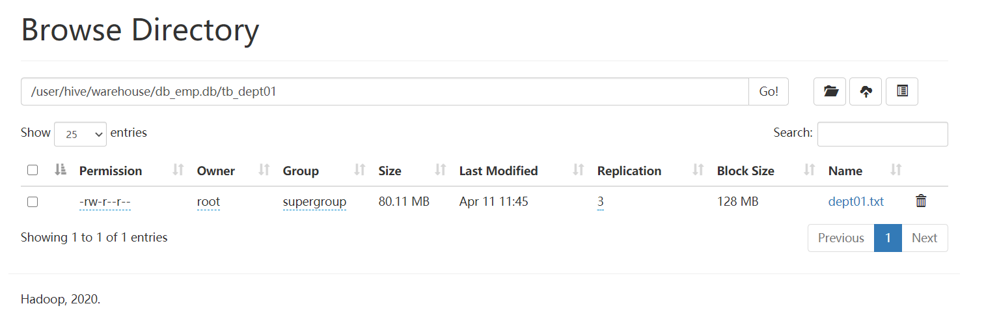 Browse Directory
/user/hive/warehouse/db_emp.db/tb_dept01 Go!
Show 25 entries Search:
Permission Owner Group Size Last Modified Replication Block Size Name
-rw-r--r-- root supergroup 80.11 MB Apr 11 11:45 3 128 MB dept01.txt
Showing 1 to 1 of 1 entries Previous 1 Next
Hadoop, 2020.